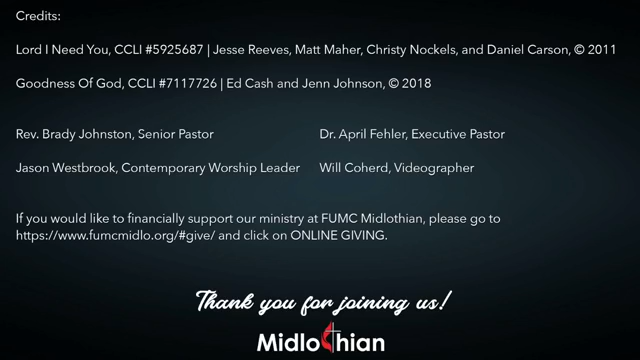 Credits:
Lord I Need You, CCLI #5925687 | Jesse Reeves, Matt Maher, Christy Nockels, and Daniel Carson, © 2011
Goodness Of God, CCLI #7117726 | Ed Cash and Jenn Johnson, © 2018
Rev. Brady Johnston, Senior Pastor
Dr. April Fehler, Executive Pastor
Jason Westbrook, Contemporary Worship Leader
Will Coherd, Videographer
If you would like to financially support our ministry at FUMC Midlothian, please go to
https://www.fumcmidlo.org/#give/ and click on ONLINE GIVING.
Thank you for joining us!
Midlothian